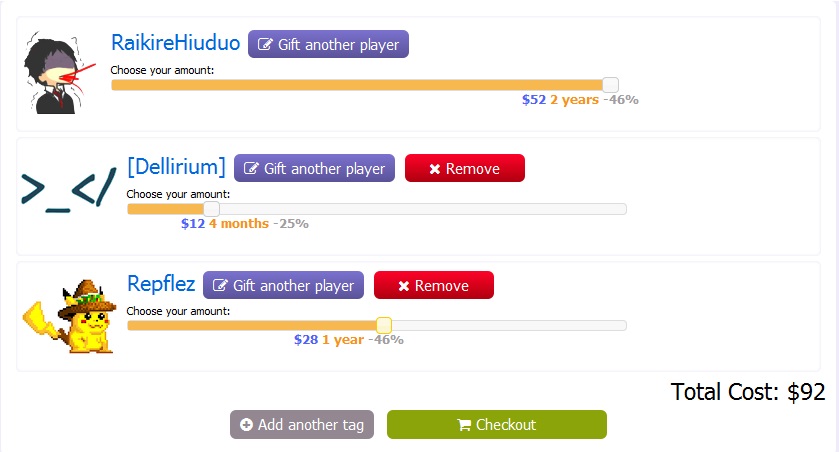 RaikireHiuduo Gift another player
Choose your amount:
$52 2 years -46%
>_</
[Dellirium] Gift another player Remove
Choose your amount:
$12 4 months -25%
Repflez Gift another player Remove
Choose your amount:
$28 1 year -46%
Total Cost: $92
Add another tag Checkout